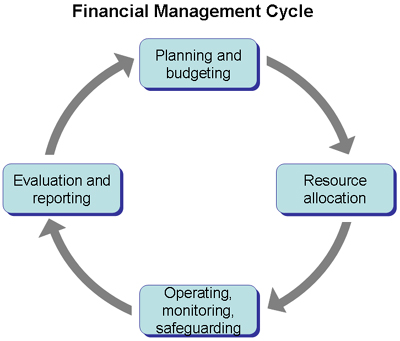 Financial Management Cycle
Planning and
budgeting
Resource
allocation
Operating,
monitoring,
safeguarding
Evaluation and
reporting